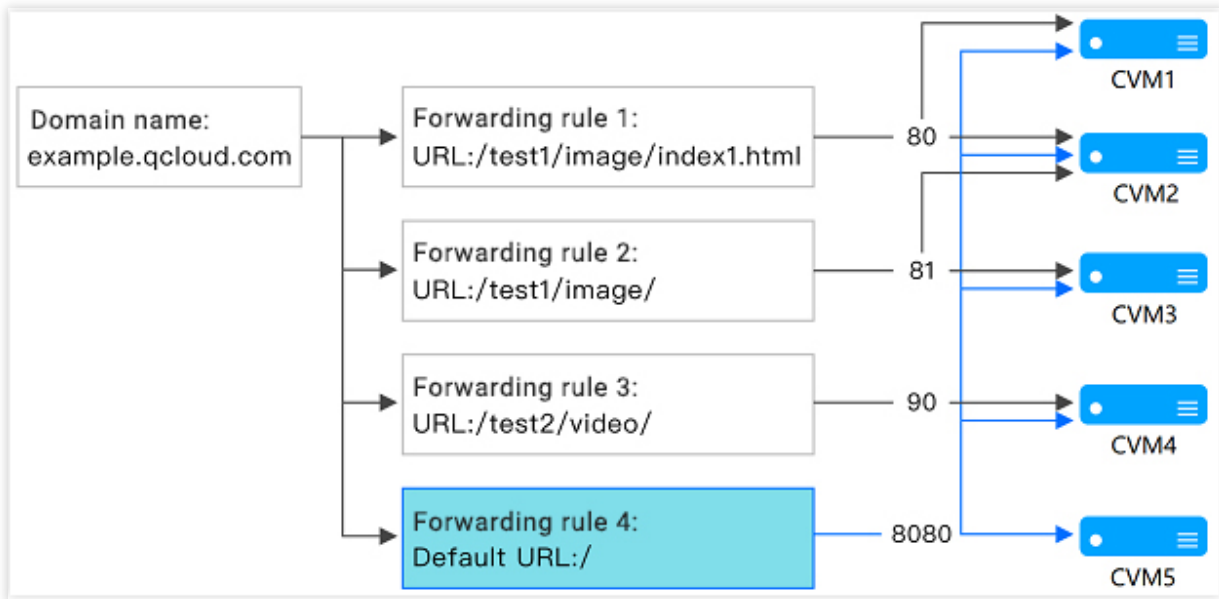 Domain name:
example.qcloud.com
Forwarding rule 1:
URL:/test1/image/index1.html
80
CVM1
CVM2
Forwarding rule 2:
URL:/test1/image/
81
CVM3
Forwarding rule 3:
URL:/test2/video/
90
CVM4
Forwarding rule 4:
Default URL:/
8080
CVM5